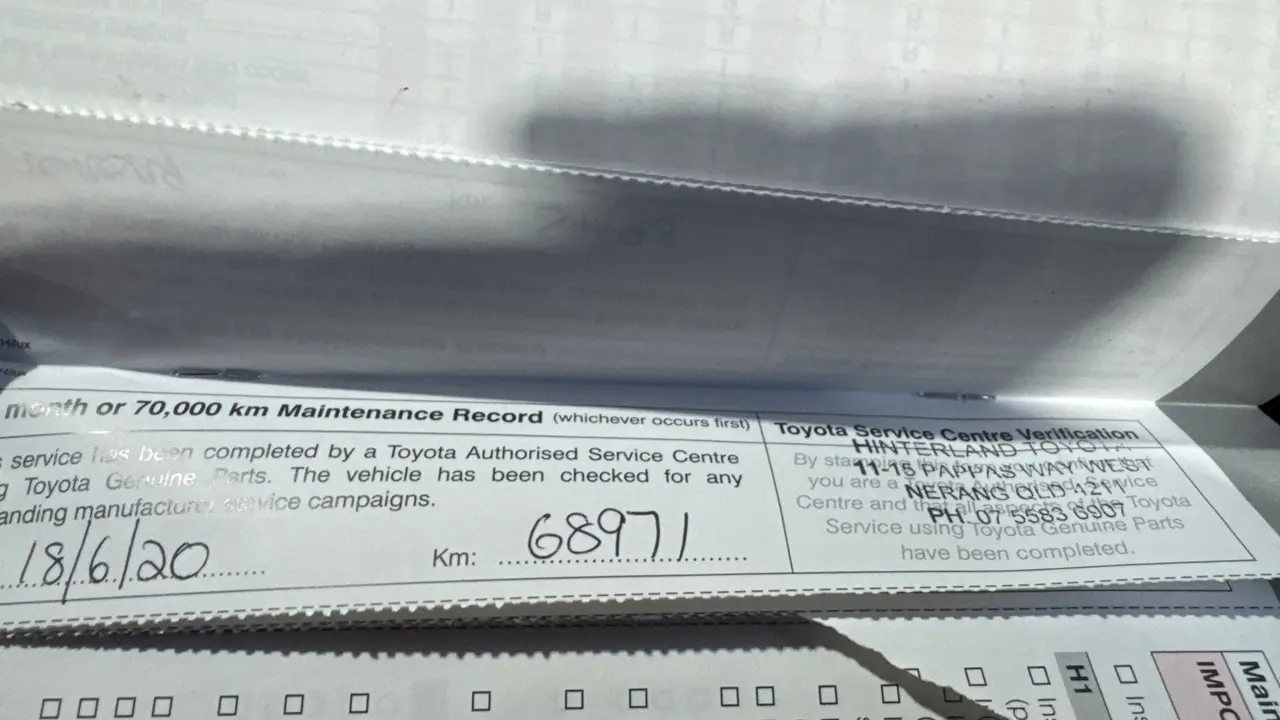 Hilux
month or 70,000 km Maintenance Record (whichever occurs first)
service has been completed by a Toyota Authorised Service Centre
Toyota Genuine Parts. The vehicle has been checked for any
anding manufacturer service campaigns.
18/6/20
Km: 68971
Toyota Service Centre Verification
HINTERLAND TOYOTA
11-15 PAPPAS WAY WEST
NERANG QLD 4211
PH 07 5583 6907
you are a Toyota Authorised Service
Centre and that all aspects of the Toyota
Service using Toyota Genuine Parts
have been completed.
H1
Ins
Ins
IMPO
Main